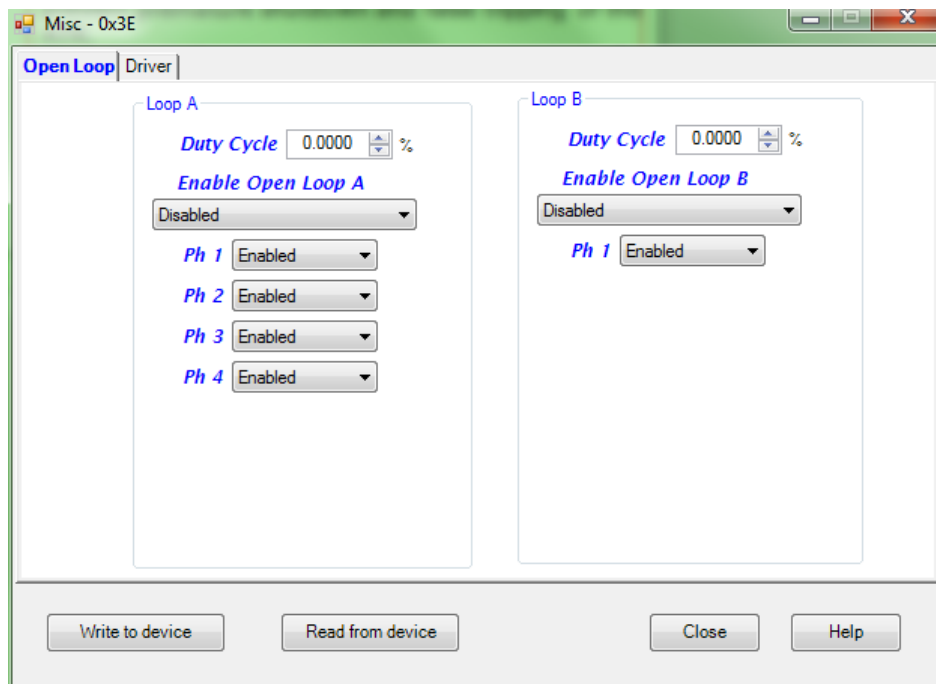 Misc - 0x3E
Open Loop Driver
Loop A
Duty Cycle 0.0000 %
Enable Open Loop A
Disabled
Ph 1 Enabled
Ph 2 Enabled
Ph 3 Enabled
Ph 4 Enabled
Loop B
Duty Cycle 0.0000 %
Enable Open Loop B
Disabled
Ph 1 Enabled
Write to device Read from device Close Help